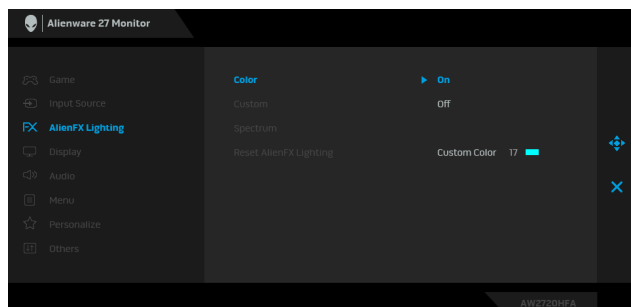 Alienware 27 Monitor
Game
Input Source
AlienFX Lighting
Display
Audio
Menu
Personalize
Others
Color On
Custom Off
Spectrum
Reset AlienFX Lighting Custom Color 17
AW2720HFA